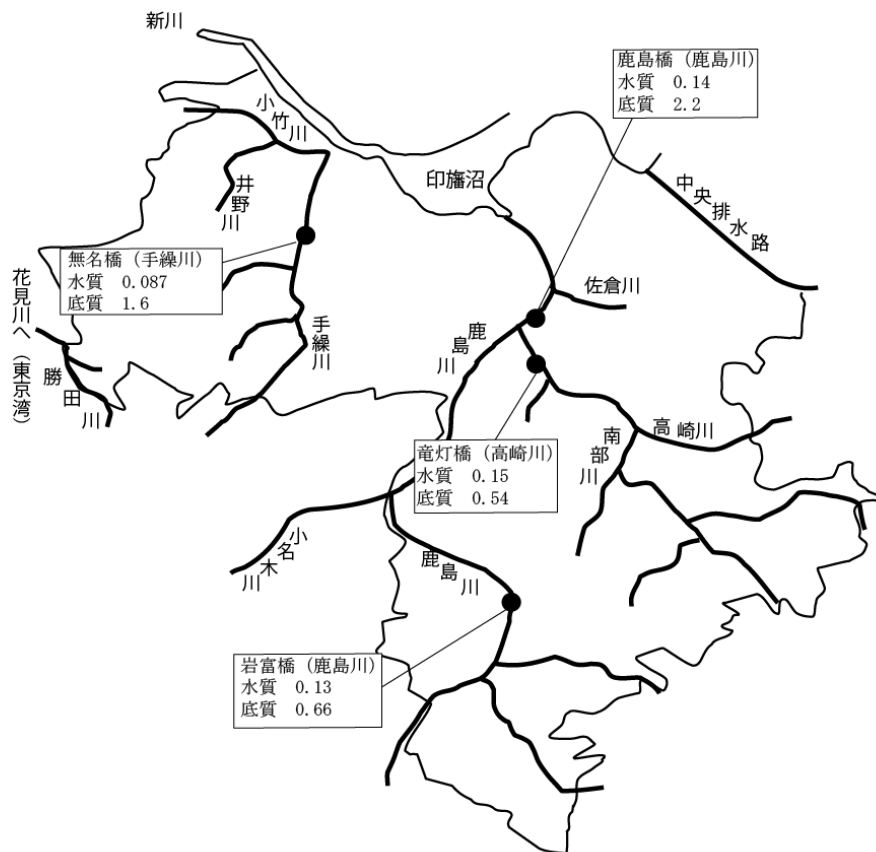 新川
鹿島橋（鹿島川）
水質　0.14
底質　2.2
小竹川
井野川
印旛沼
中央排水路
無名橋（手繰川）
水質　0.087
底質　1.6
佐倉川
花見川へ（東京湾）
手繰川
鹿島川
勝田川
竜灯橋（高崎川）
水質　0.15
底質　0.54
南部川
高崎川
小名木川
鹿島川
岩富橋（鹿島川）
水質　0.13
底質　0.66